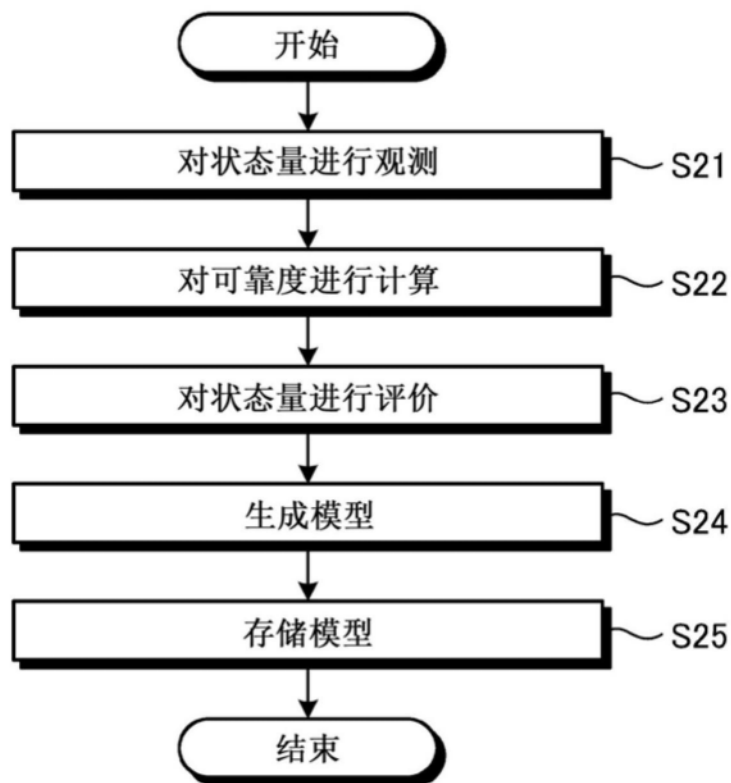 开始
对状态量进行观测
S21
对可靠度进行计算
S22
对状态量进行评价
S23
生成模型
S24
存储模型
S25
结束